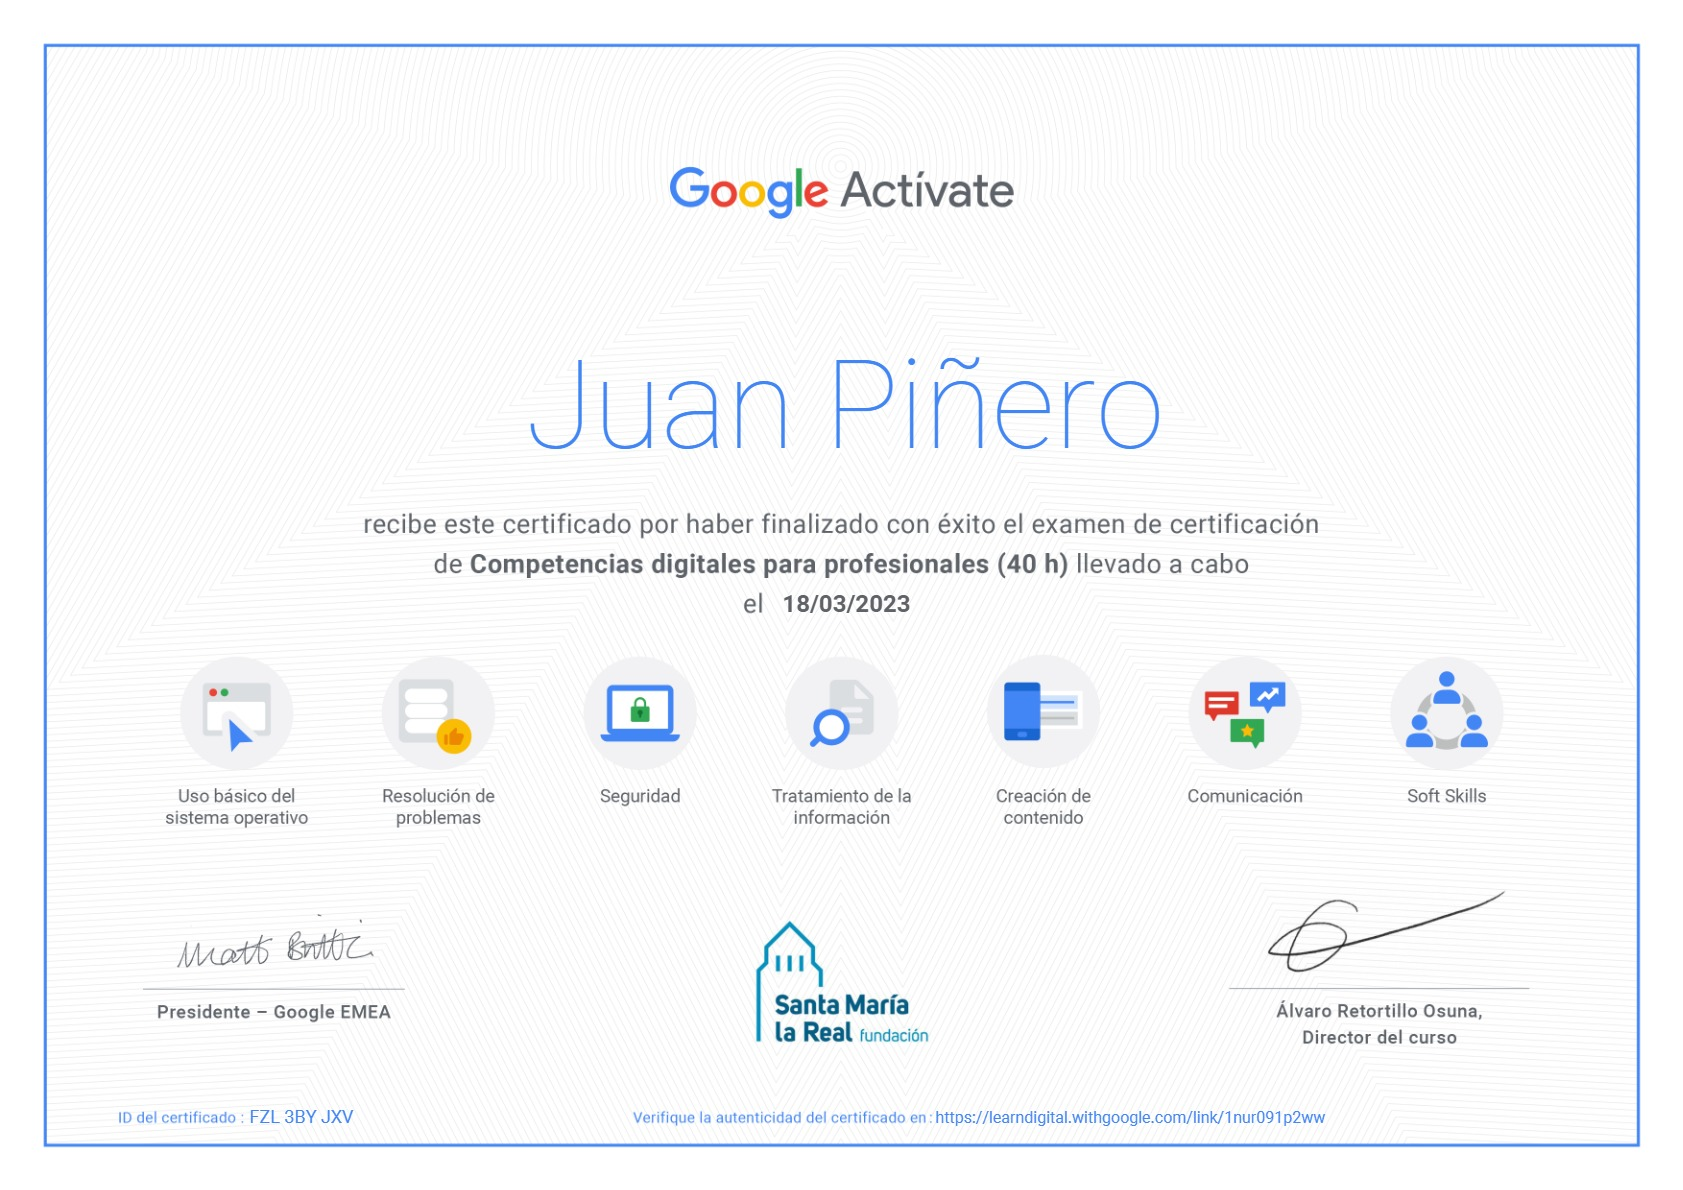 Google Actívate
Juan Piñero
recibe este certificado por haber finalizado con éxito el examen de certificación
de Competencias digitales para profesionales (40 h) llevado a cabo
el 18/03/2023
Uso básico del
sistema operativo
Resolución de
problemas
Seguridad
Tratamiento de la
información
Creación de
contenido
Comunicación
Soft Skills
Presidente – Google EMEA
Santa María
la Real fundación
Álvaro Retortillo Osuna,
Director del curso
ID del certificado : FZL 3BY JXV
Verifique la autenticidad del certificado en: https://learndigital.withgoogle.com/link/1nur091p2ww